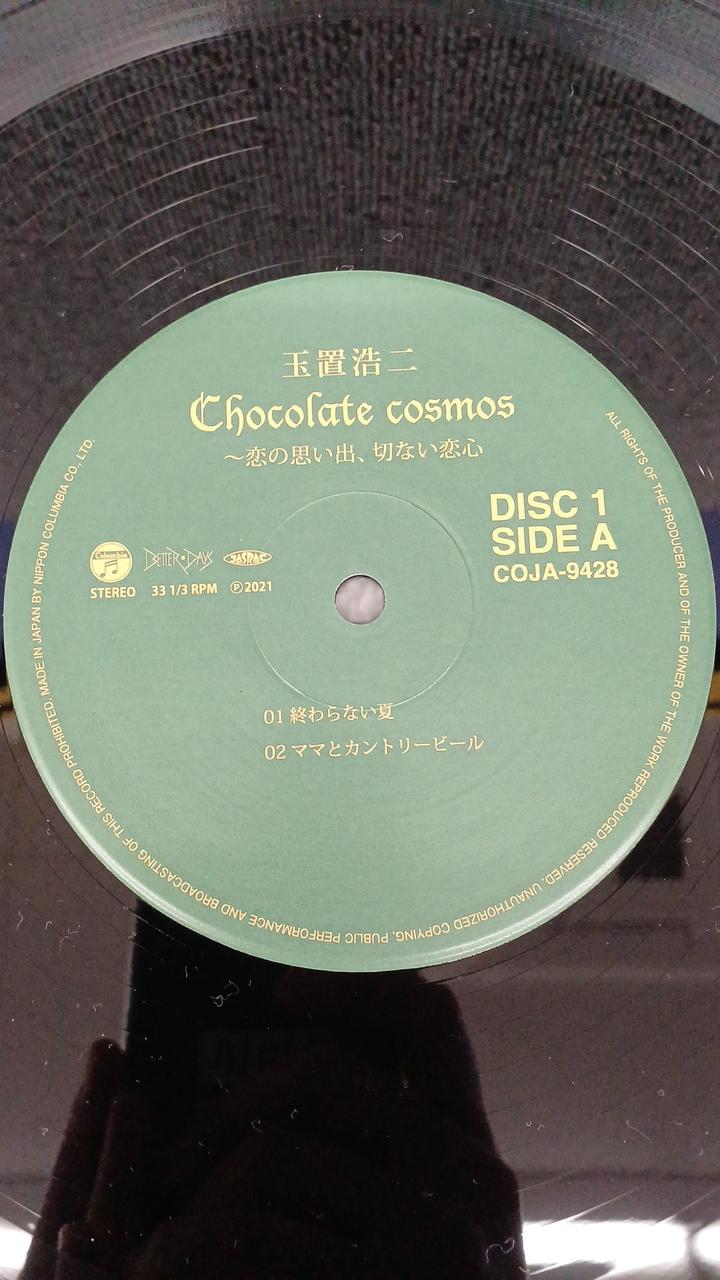 玉置浩二
Chocolate cosmos
〜恋の思い出、切ない恋心
DISC 1
SIDE A
COJA-9428
Columbia
BETTER・DAYS
JASRAC
STEREO 33 1/3 RPM ℗2021
01 終わらない夏
02 ママとカントリービール
ALL RIGHTS OF THE PRODUCER AND OF THE OWNER OF THE WORK REPRODUCED RESERVED. UNAUTHORIZED COPYING, PUBLIC PERFORMANCE AND BROADCASTING OF THIS RECORD PROHIBITED. MADE IN JAPAN BY NIPPON COLUMBIA CO., LTD.